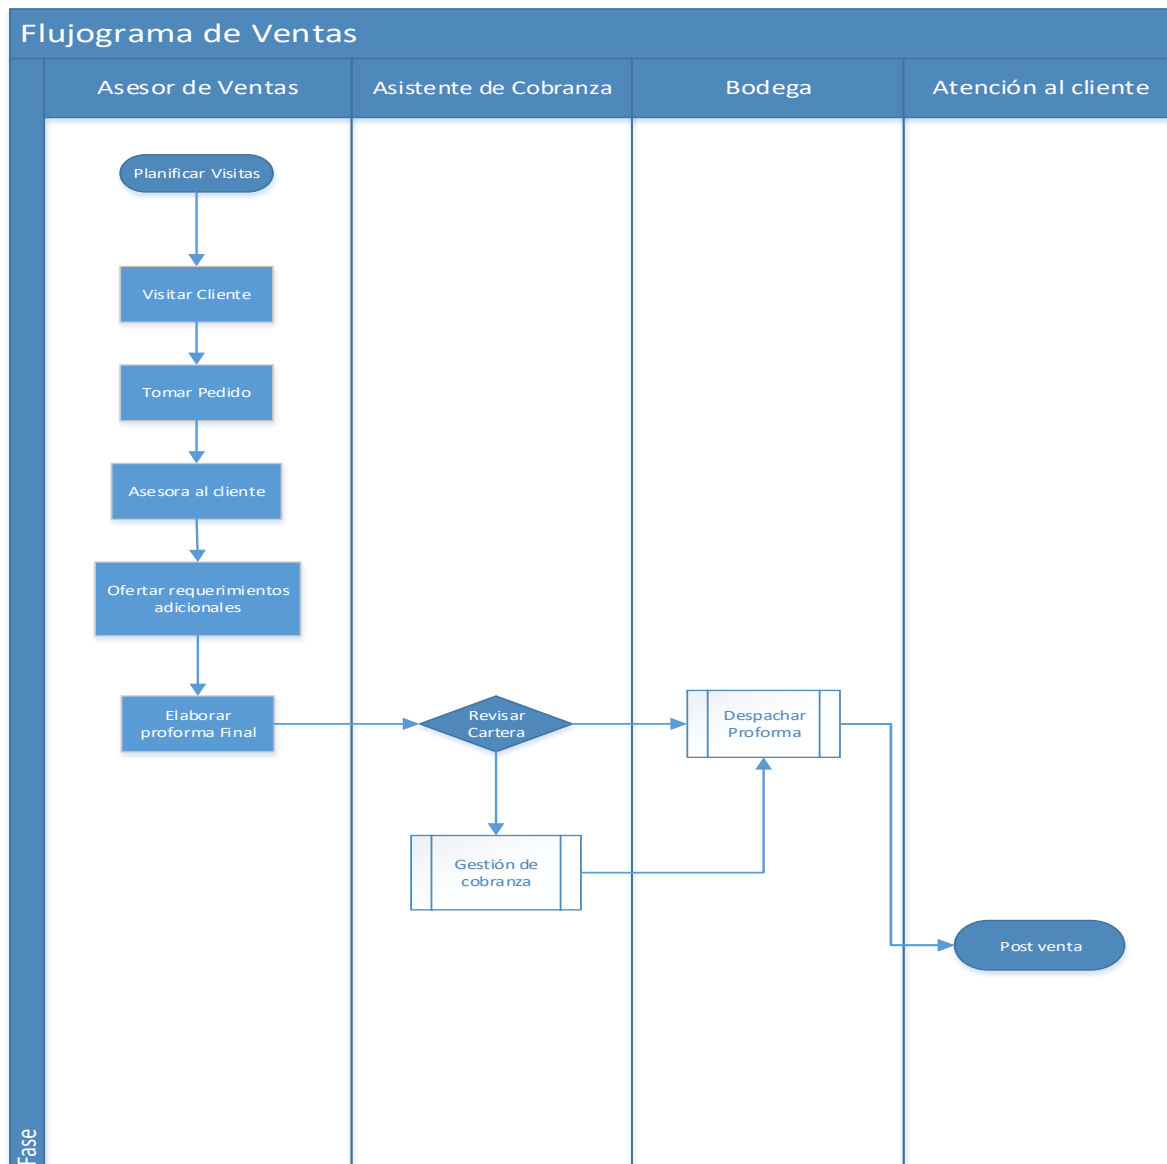 Flujograma de Ventas
Asesor de Ventas
Asistente de Cobranza
Bodega
Atención al cliente
Planificar Visitas
Visitar Cliente
Tomar Pedido
Asesora al cliente
Ofertar requerimientos
adicionales
Elaborar
proforma Final
Revisar
Cartera
Despachar
Proforma
Gestión de
cobranza
Post venta
Fase